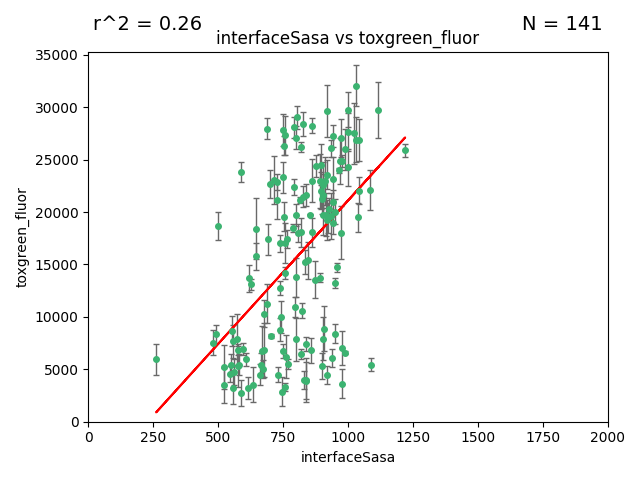 r^2 = 0.26
N = 141
interfaceSasa vs toxgreen_fluor
35000
30000
25000
20000
15000
10000
5000
0
toxgreen_fluor
0 250 500 750 1000 1250 1500 1750 2000
interfaceSasa